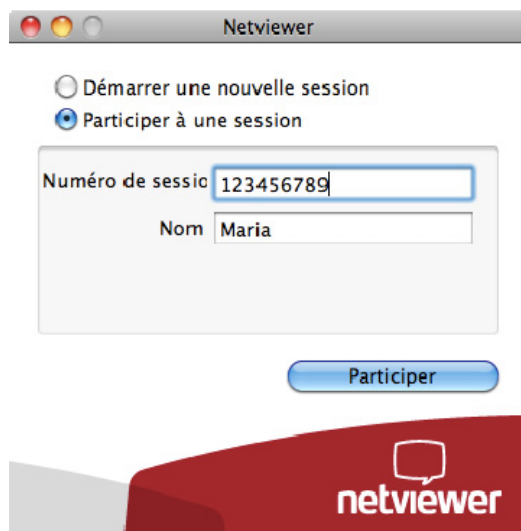 Netviewer
Démarrer une nouvelle session
Participer à une session
Numéro de sessio 123456789
Nom Maria
Participer
netviewer